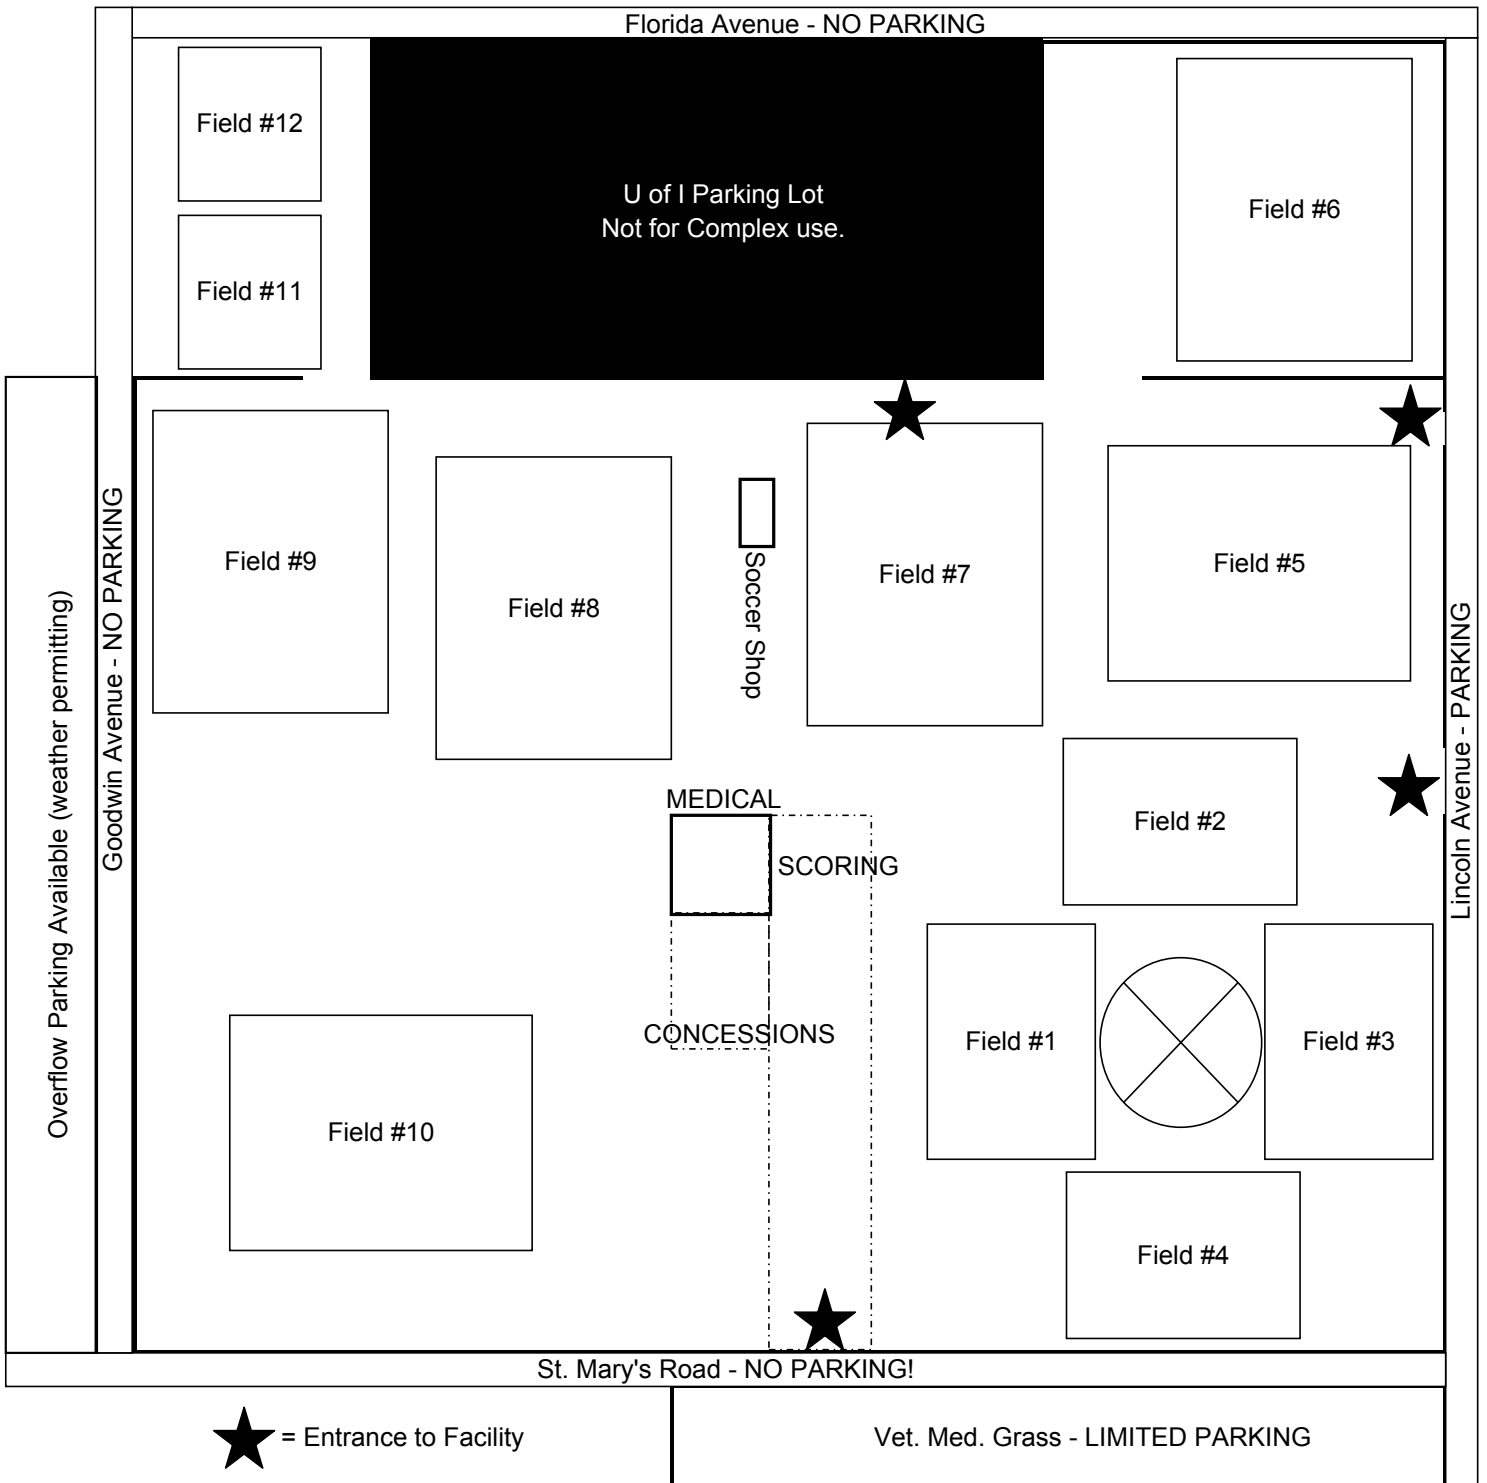 Florida Avenue - NO PARKING
Field #12
U of I Parking Lot
Not for Complex use.
Field #6
Field #11
Field #9
Field #8
Soccer Shop
Field #7
Field #5
Overflow Parking Available (weather permitting)
Goodwin Avenue - NO PARKING
Lincoln Avenue - PARKING
MEDICAL
SCORING
Field #2
CONCESSIONS
Field #1
Field #3
Field #10
Field #4
St. Mary's Road - NO PARKING!
= Entrance to Facility
Vet. Med. Grass - LIMITED PARKING